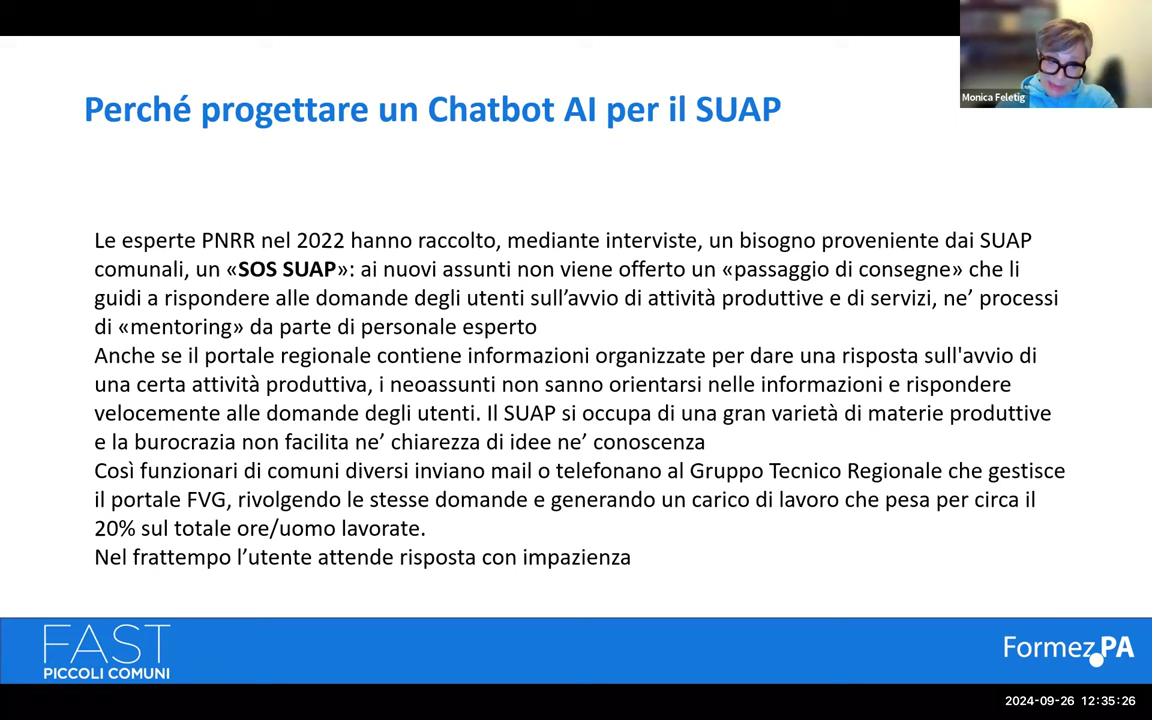 Monica Feletig
Perché progettare un Chatbot AI per il SUAP
Le esperte PNRR nel 2022 hanno raccolto, mediante interviste, un bisogno proveniente dai SUAP
comunali, un «SOS SUAP»: ai nuovi assunti non viene offerto un «passaggio di consegne» che li
guidi a rispondere alle domande degli utenti sull’avvio di attività produttive e di servizi, ne’ processi
di «mentoring» da parte di personale esperto
Anche se il portale regionale contiene informazioni organizzate per dare una risposta sull'avvio di
una certa attività produttiva, i neoassunti non sanno orientarsi nelle informazioni e rispondere
velocemente alle domande degli utenti. Il SUAP si occupa di una gran varietà di materie produttive
e la burocrazia non facilita ne’ chiarezza di idee ne’ conoscenza
Così funzionari di comuni diversi inviano mail o telefonano al Gruppo Tecnico Regionale che gestisce
il portale FVG, rivolgendo le stesse domande e generando un carico di lavoro che pesa per circa il
20% sul totale ore/uomo lavorate.
Nel frattempo l’utente attende risposta con impazienza
FAST
PICCOLI COMUNI
Formez PA
2024-09-26 12:35:26